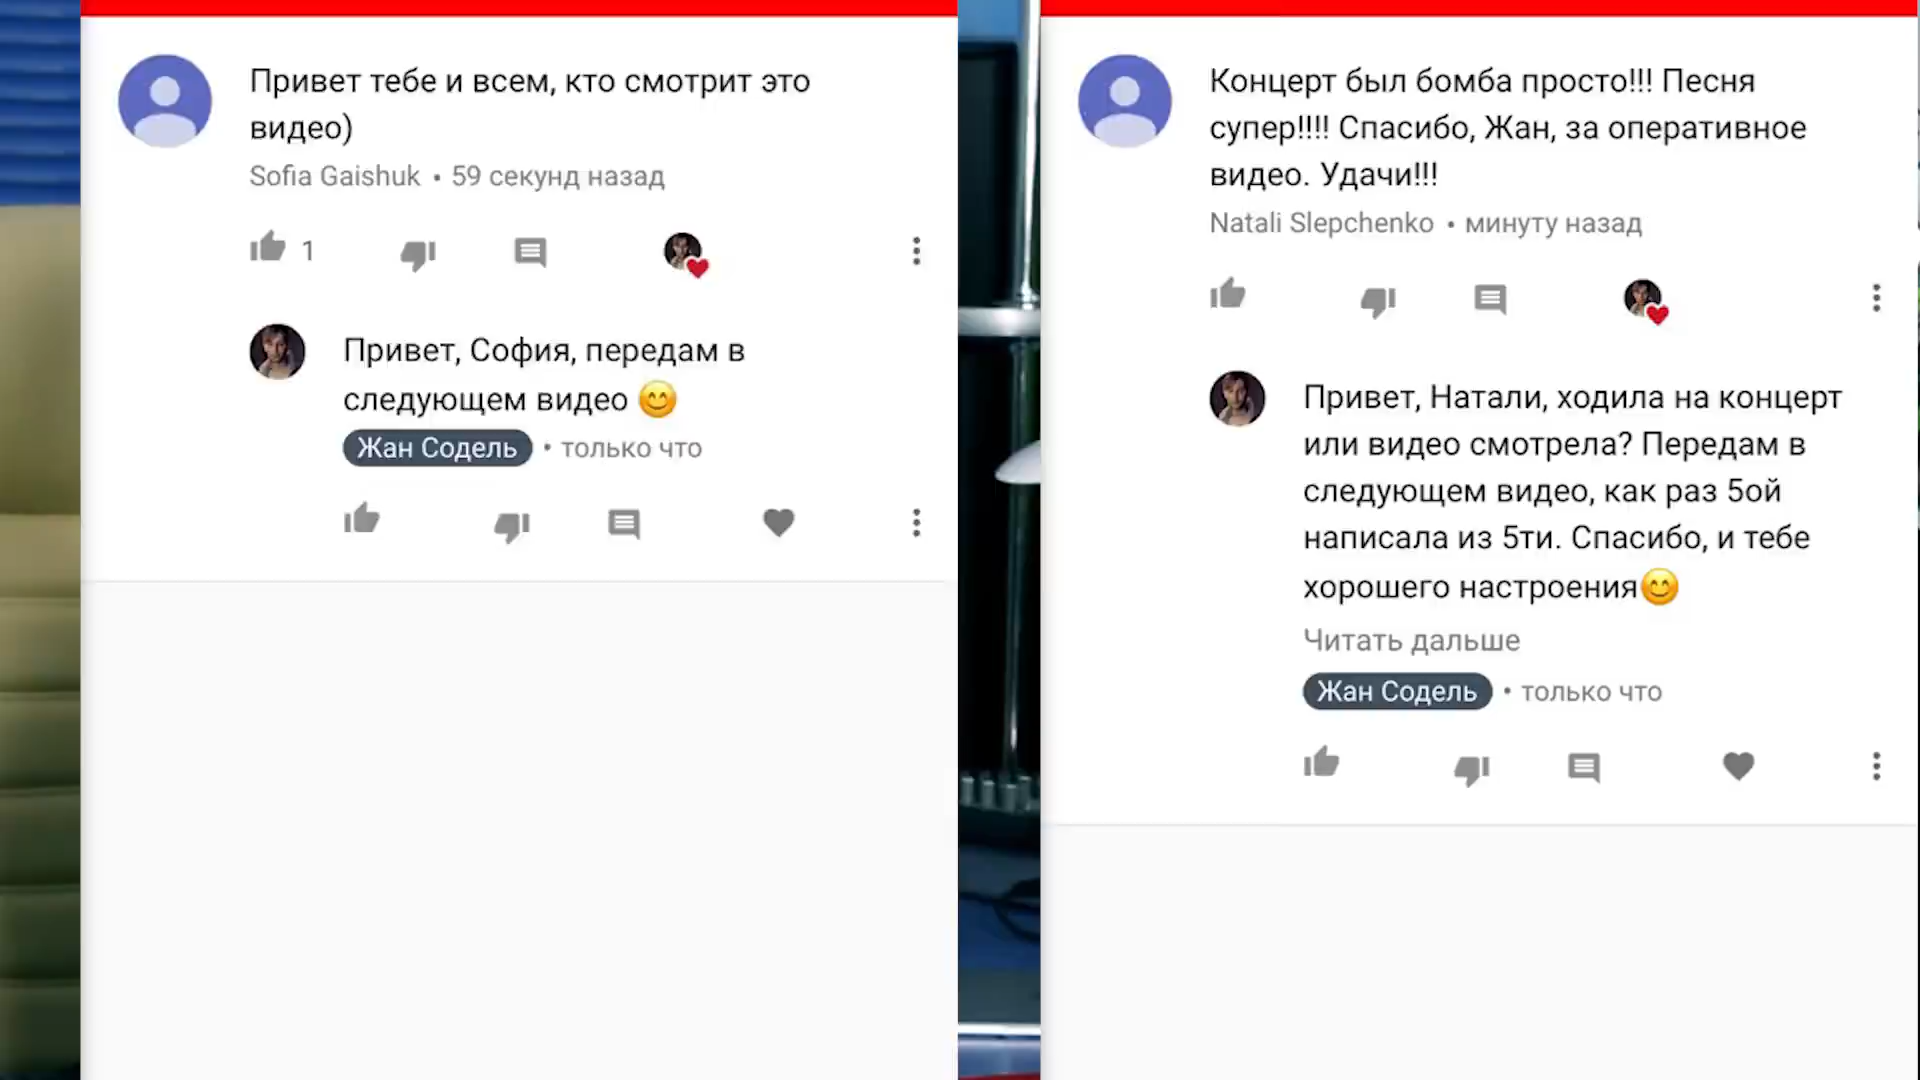 Привет тебе и всем, кто смотрит это
видео)
Sofia Gaishuk • 59 секунд назад
1
Привет, София, передам в
следующем видео 😊
Жан Содель • только что
Концерт был бомба просто!!! Песня
супер!!!! Спасибо, Жан, за оперативное
видео. Удачи!!!
Natali Slepchenko • минуту назад
Привет, Натали, ходила на концерт
или видео смотрела? Передам в
следующем видео, как раз 5ой
написала из 5ти. Спасибо, и тебе
хорошего настроения😊
Читать дальше
Жан Содель • только что